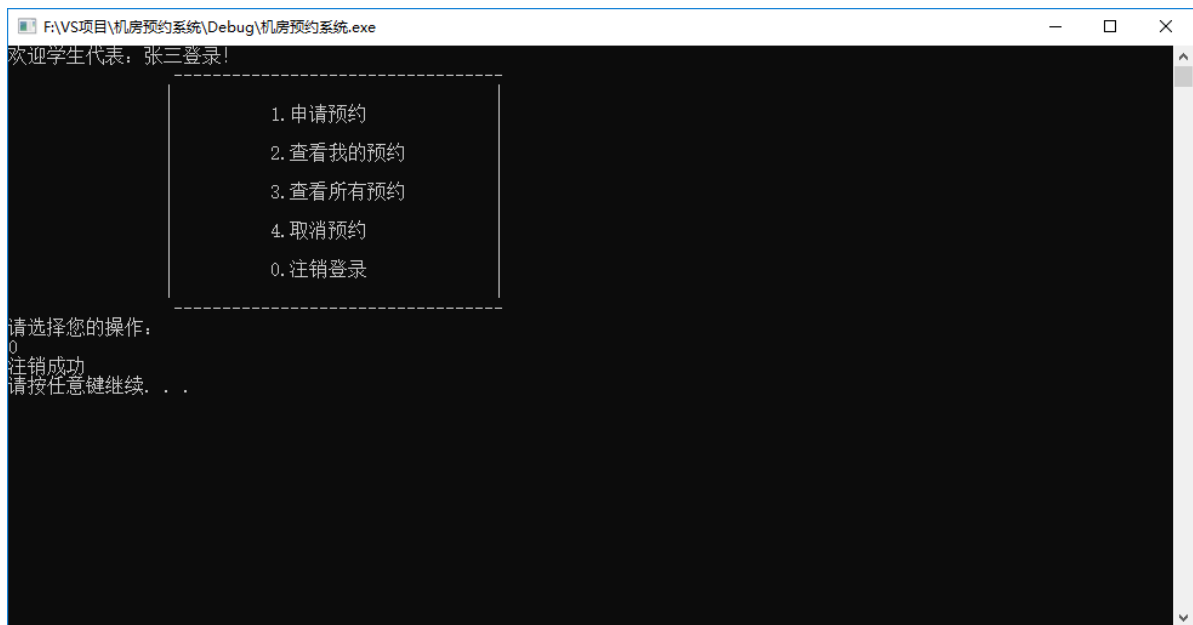 F:\VS项目\机房预约系统\Debug\机房预约系统.exe
欢迎学生代表：张三登录!
----------------------------------
1.申请预约
2.查看我的预约
3.查看所有预约
4.取消预约
0.注销登录
----------------------------------
请选择您的操作：
0
注销成功
请按任意键继续. . .